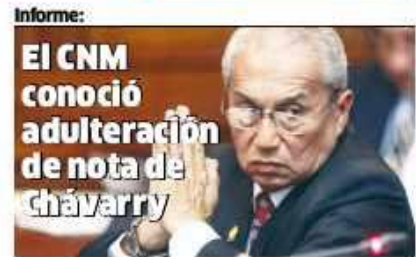 Informe:
El CNM
conoció
adulteración
de nota de
Chávarry